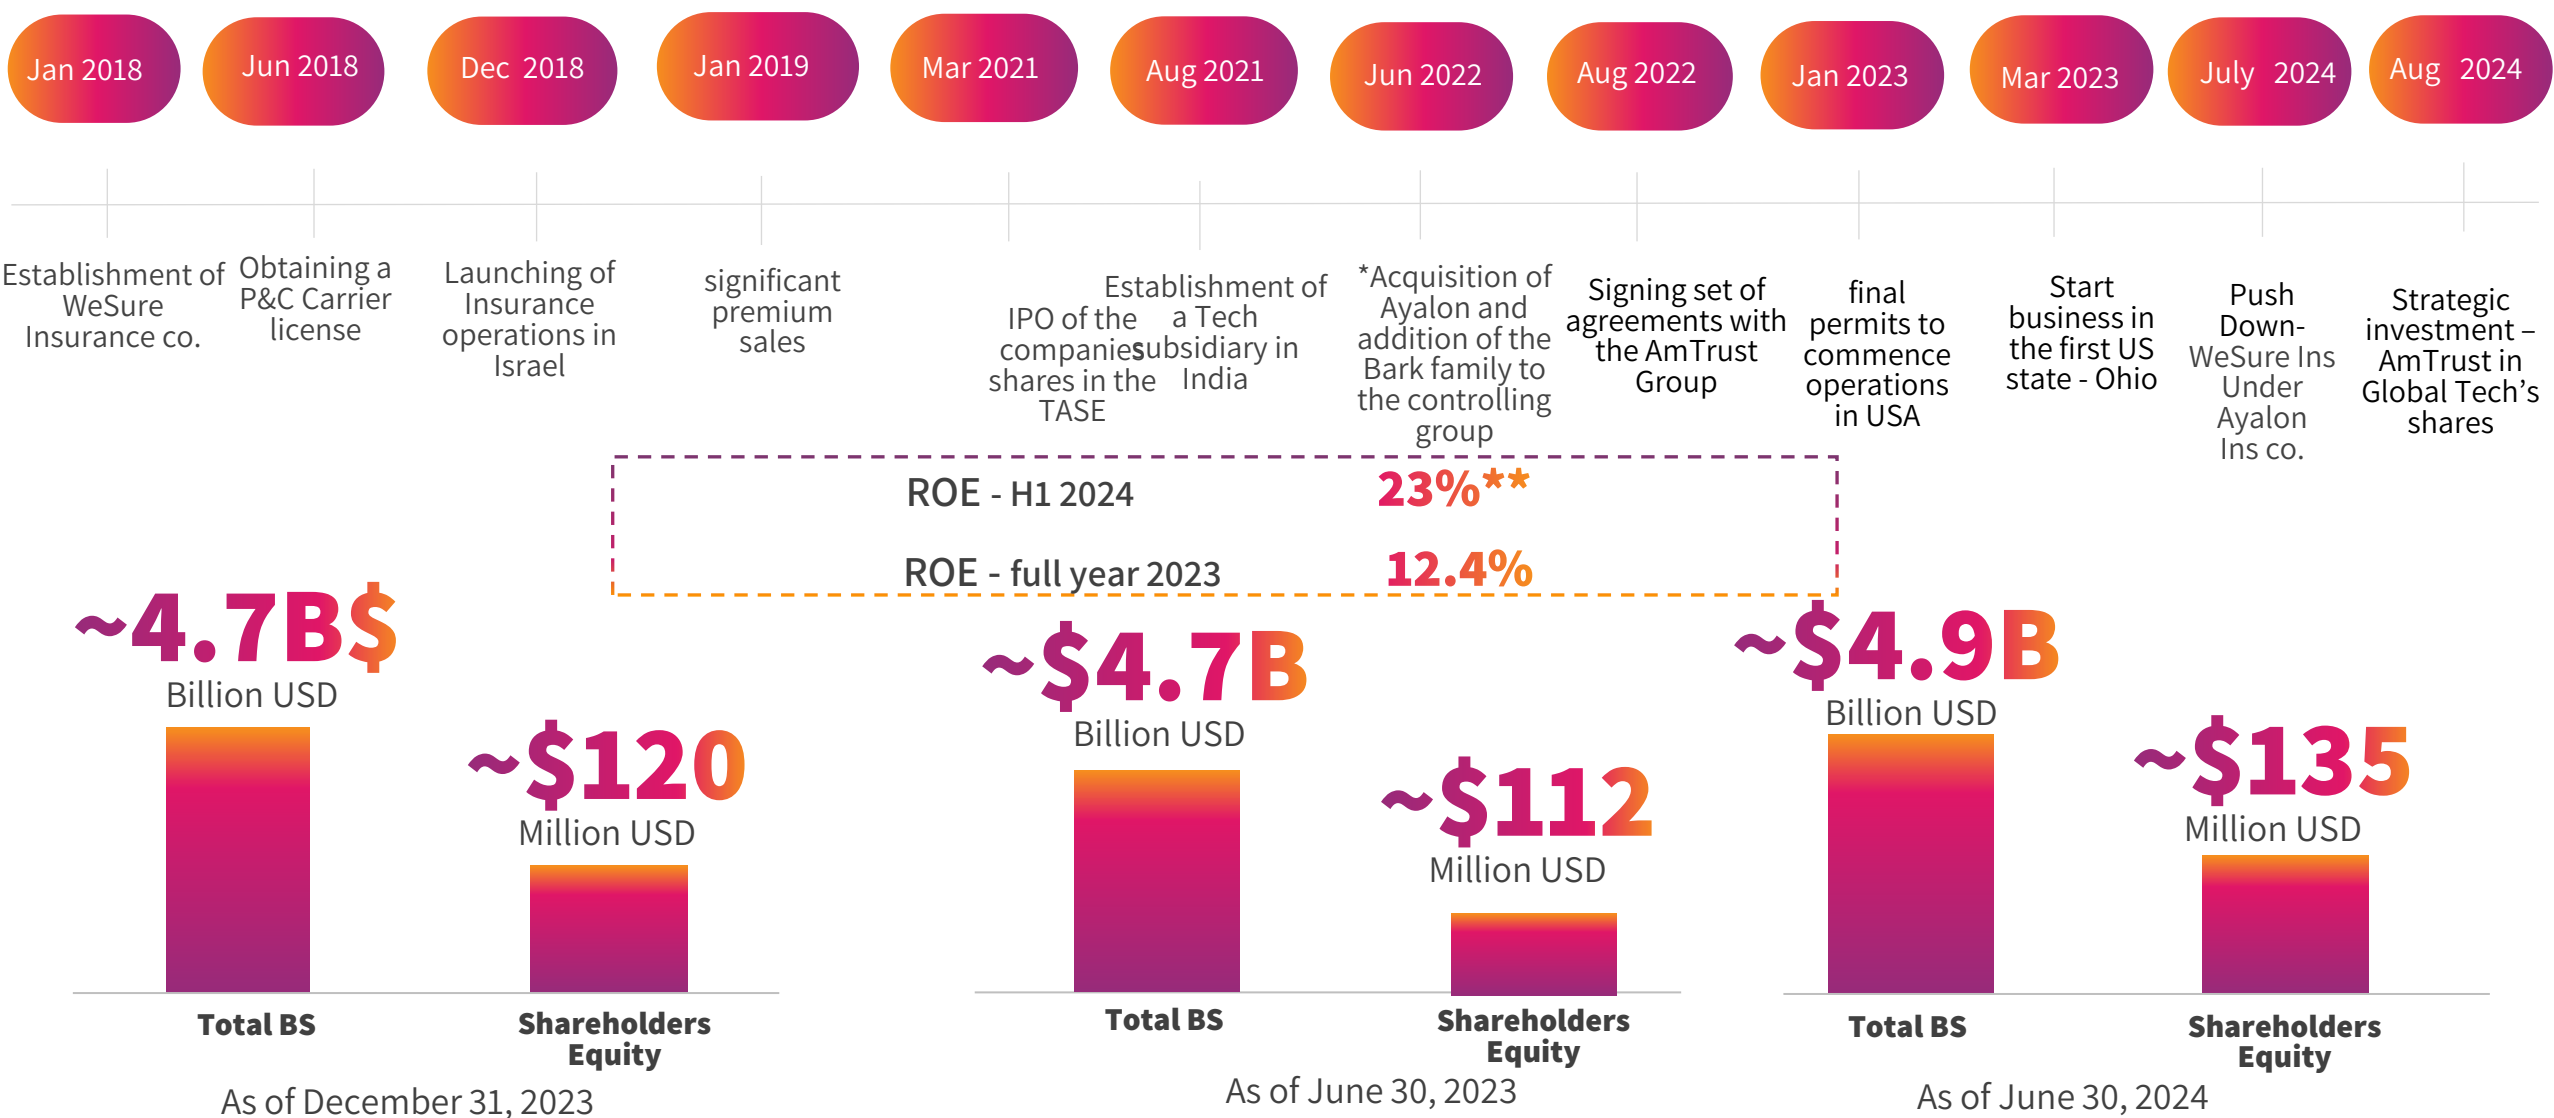 Jan 2018
Jun 2018
Dec 2018
Jan 2019
Mar 2021
Aug 2021
Jun 2022
Aug 2022
Jan 2023
Mar 2023
July 2024
Aug 2024
Establishment of
WeSure
Insurance co.
Obtaining a
P&C Carrier
license
Launching of
Insurance
operations in
Israel
significant
premium
sales
IPO of the
companies
shares in the
TASE
Establishment of
a Tech
subsidiary in
India
*Acquisition of
Ayalon and
addition of the
Bark family to
the controlling
group
Signing set of
agreements with
the AmTrust
Group
final
permits to
commence
operations
in USA
Start
business in
the first US
state - Ohio
Push
Down-
WeSure Ins
Under
Ayalon
Ins co.
Strategic
investment –
AmTrust in
Global Tech’s
shares
ROE - H1 2024 23%**
ROE - full year 2023 12.4%
~4.7B$
Billion USD
~$120
Million USD
Total BS
Shareholders
Equity
As of December 31, 2023
~$4.7B
Billion USD
~$112
Million USD
Total BS
Shareholders
Equity
As of June 30, 2023
~$4.9B
Billion USD
~$135
Million USD
Total BS
Shareholders
Equity
As of June 30, 2024